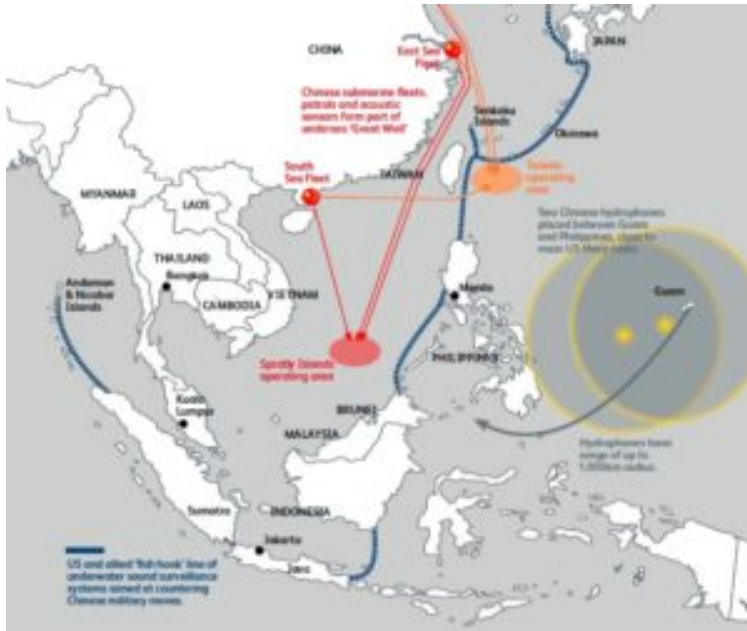 CHINA
East Sea
Fleet
JAPAN
Chinese submarine fleets,
patrols and acoustic
sensors form part of
undersea 'Great Wall'
Senkaku
Islands
Okinawa
South
Sea Fleet
TAIWAN
Taiwan
operating
area
MYANMAR
LAOS
Two Chinese hydrophones
placed between Guam
and Philippines, close to
main US Navy
THAILAND
Bangkok
VIETNAM
Andaman
& Nicobar
Islands
CAMBODIA
Manila
Guam
PHILIPPINES
Spratly Islands
operating area
Kuala
Lumpur
BRUNEI
MALAYSIA
Hydrophones have
range of up to
1,000km radius.
Sumatra
INDONESIA
Jakarta
Java
US and allied 'fish hook' line of
underwater sound surveillance
systems aimed at countering
Chinese military moves.